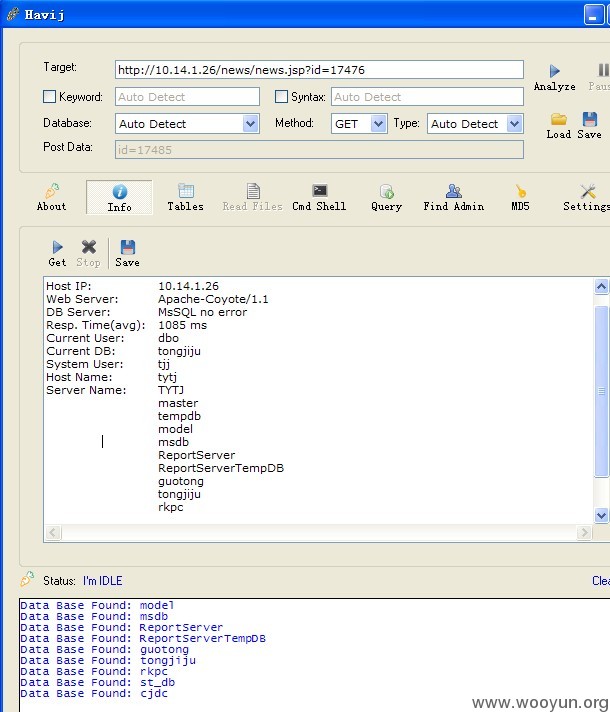 Havij
Target: http://10.14.1.26/news/news.jsp?id=17476
Analyze
Keyword: Auto Detect Syntax: Auto Detect
Database: Auto Detect Method: GET Type: Auto Detect
Load Save
Post Data: id=17485
About Info Tables Read Files Cmd Shell Query Find Admin MD5 Settings
Get Stop Save
Host IP: 10.14.1.26
Web Server: Apache-Coyote/1.1
DB Server: MsSQL no error
Resp. Time(avg): 1085 ms
Current User: dbo
Current DB: tongjiju
System User: tjj
Host Name: tytj
Server Name: TYTJ
master
tempdb
model
msdb
ReportServer
ReportServerTempDB
guotong
tongjiju
rkpc
Status: I'm IDLE
Data Base Found: model
Data Base Found: msdb
Data Base Found: ReportServer
Data Base Found: ReportServerTempDB
Data Base Found: guotong
Data Base Found: tongjiju
Data Base Found: rkpc
Data Base Found: st_db
Data Base Found: cjdc
www.wooyun.org